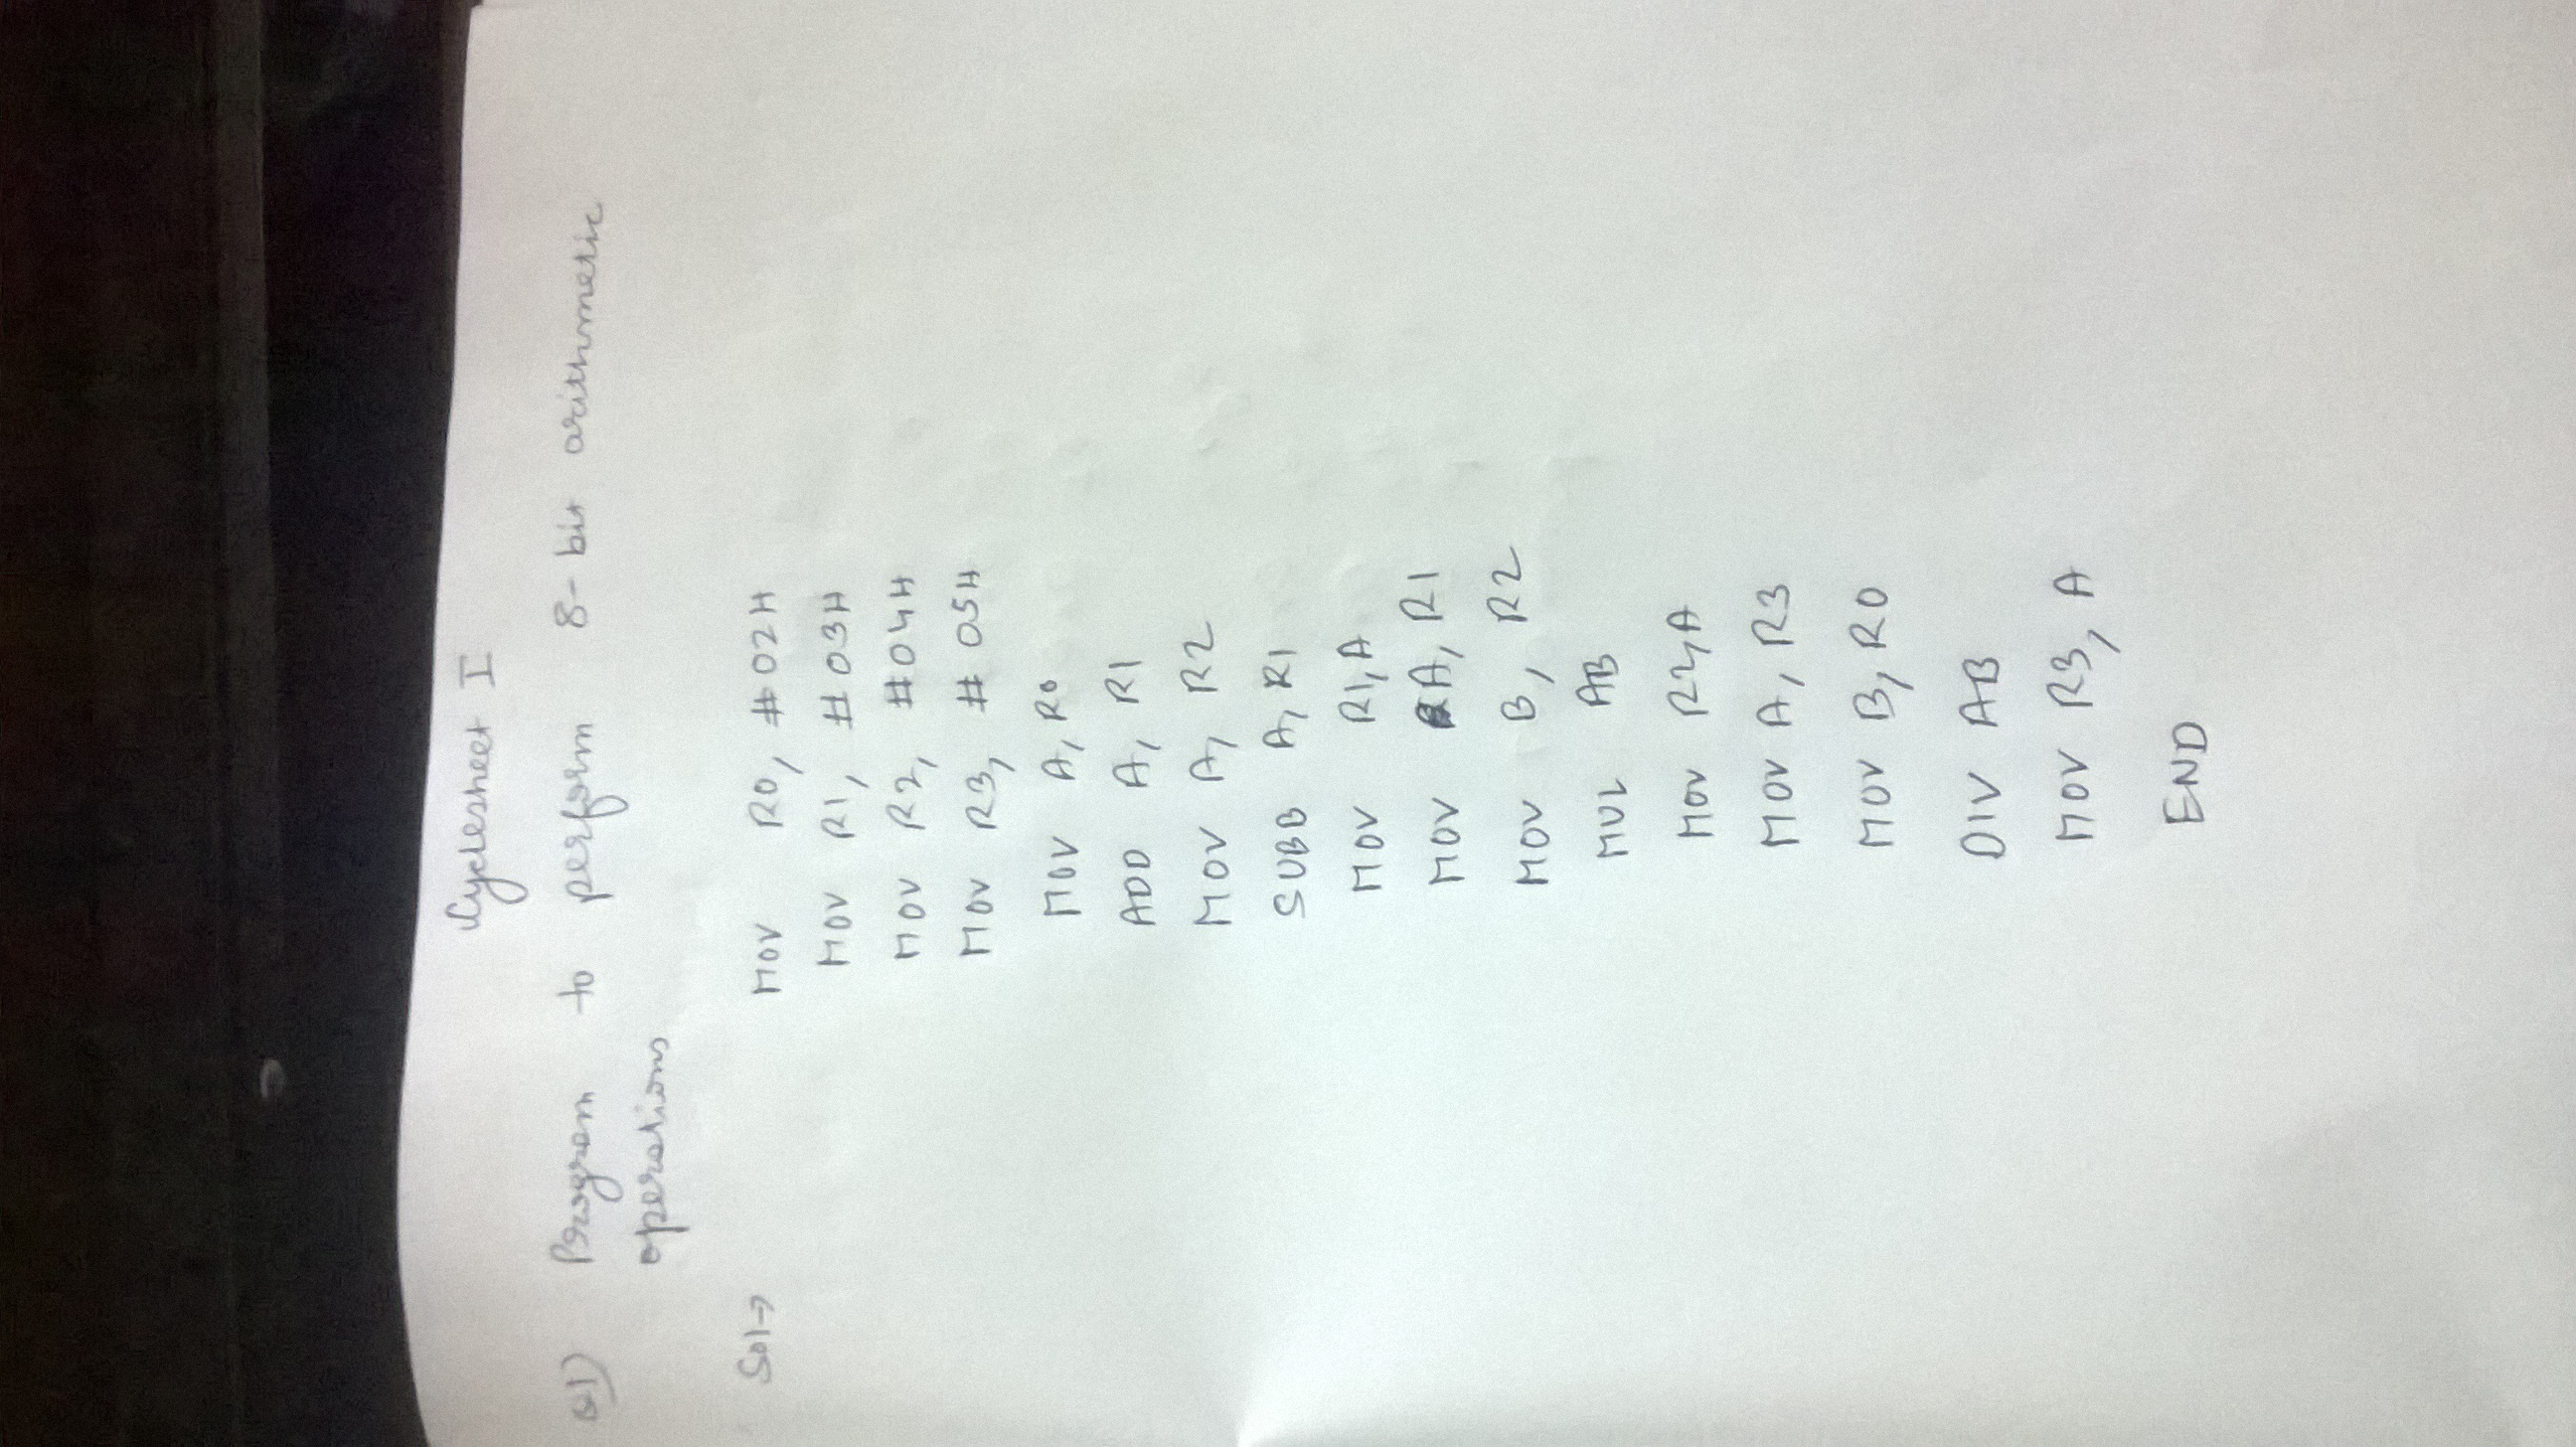 Cyclesheet I
Q1) Program to perform 8-bit arithmetic
operations
Sol→ MOV R0, #02H
MOV R1, #03H
MOV R2, #04H
MOV R3, #05H
MOV A, R0
ADD A, R1
MOV A, R2
SUBB A, R1
MOV R1, A
MOV A, R1
MOV B, R2
MUL AB
MOV R2, A
MOV A, R3
MOV B, R0
DIV AB
MOV R3, A
END